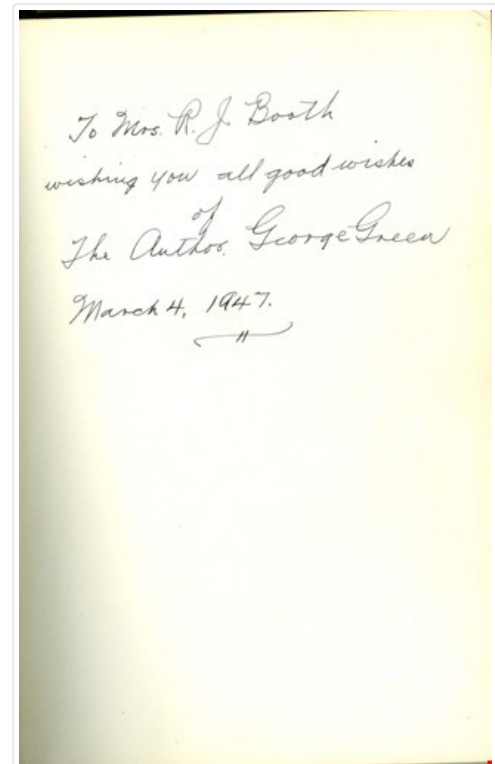 To Mrs. R. J. Booth
wishing you all good wishes
of
The Author. George Green
March 4, 1947.